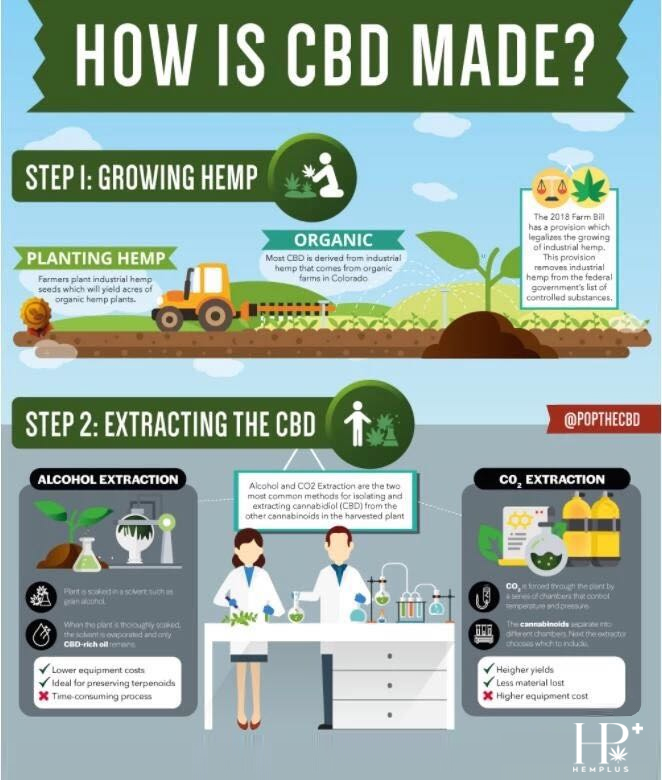 HOW IS CBD MADE?
STEP 1: GROWING HEMP
PLANTING HEMP
Farmers plant industrial hemp
seeds which will yield acres of
organic hemp plants.
ORGANIC
Most CBD is derived from industrial
hemp that comes from organic
farms in Colorado
The 2018 Farm Bill
has a provision which
legalizes the growing
of industrial hemp.
This provision
removes industrial
hemp from the federal
government's list of
controlled substances.
STEP 2: EXTRACTING THE CBD
@POPTHECBD
ALCOHOL EXTRACTION
Plant is soaked in a solvent such as
grain alcohol.
When the plant is thoroughly soaked,
the solvent is evaporated and only
CBD-rich oil remains.
Lower equipment costs
Ideal for preserving terpenoids
Time-consuming process
Alcohol and CO2 Extraction are the two
most common methods for isolating and
extracting cannabidiol (CBD) from the
other cannabinoids in the harvested plant
CO₂ EXTRACTION
CO₂ is forced through the plant by
a series of chambers that control
temperature and pressure.
The cannabinoids separate into
different chambers. Next the extractor
chooses which to include.
Heigher yields
Less material lost
Higher equipment cost
HP+
HEMPLUS